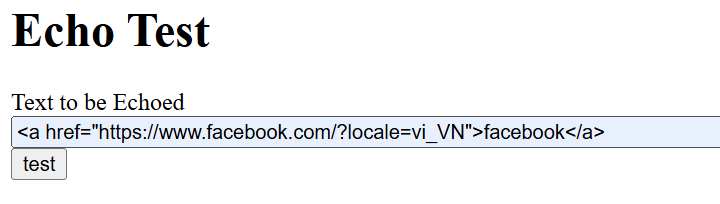 Echo Test
Text to be Echoed
<a href="https://www.facebook.com/?locale=vi_VN">facebook</a>
test